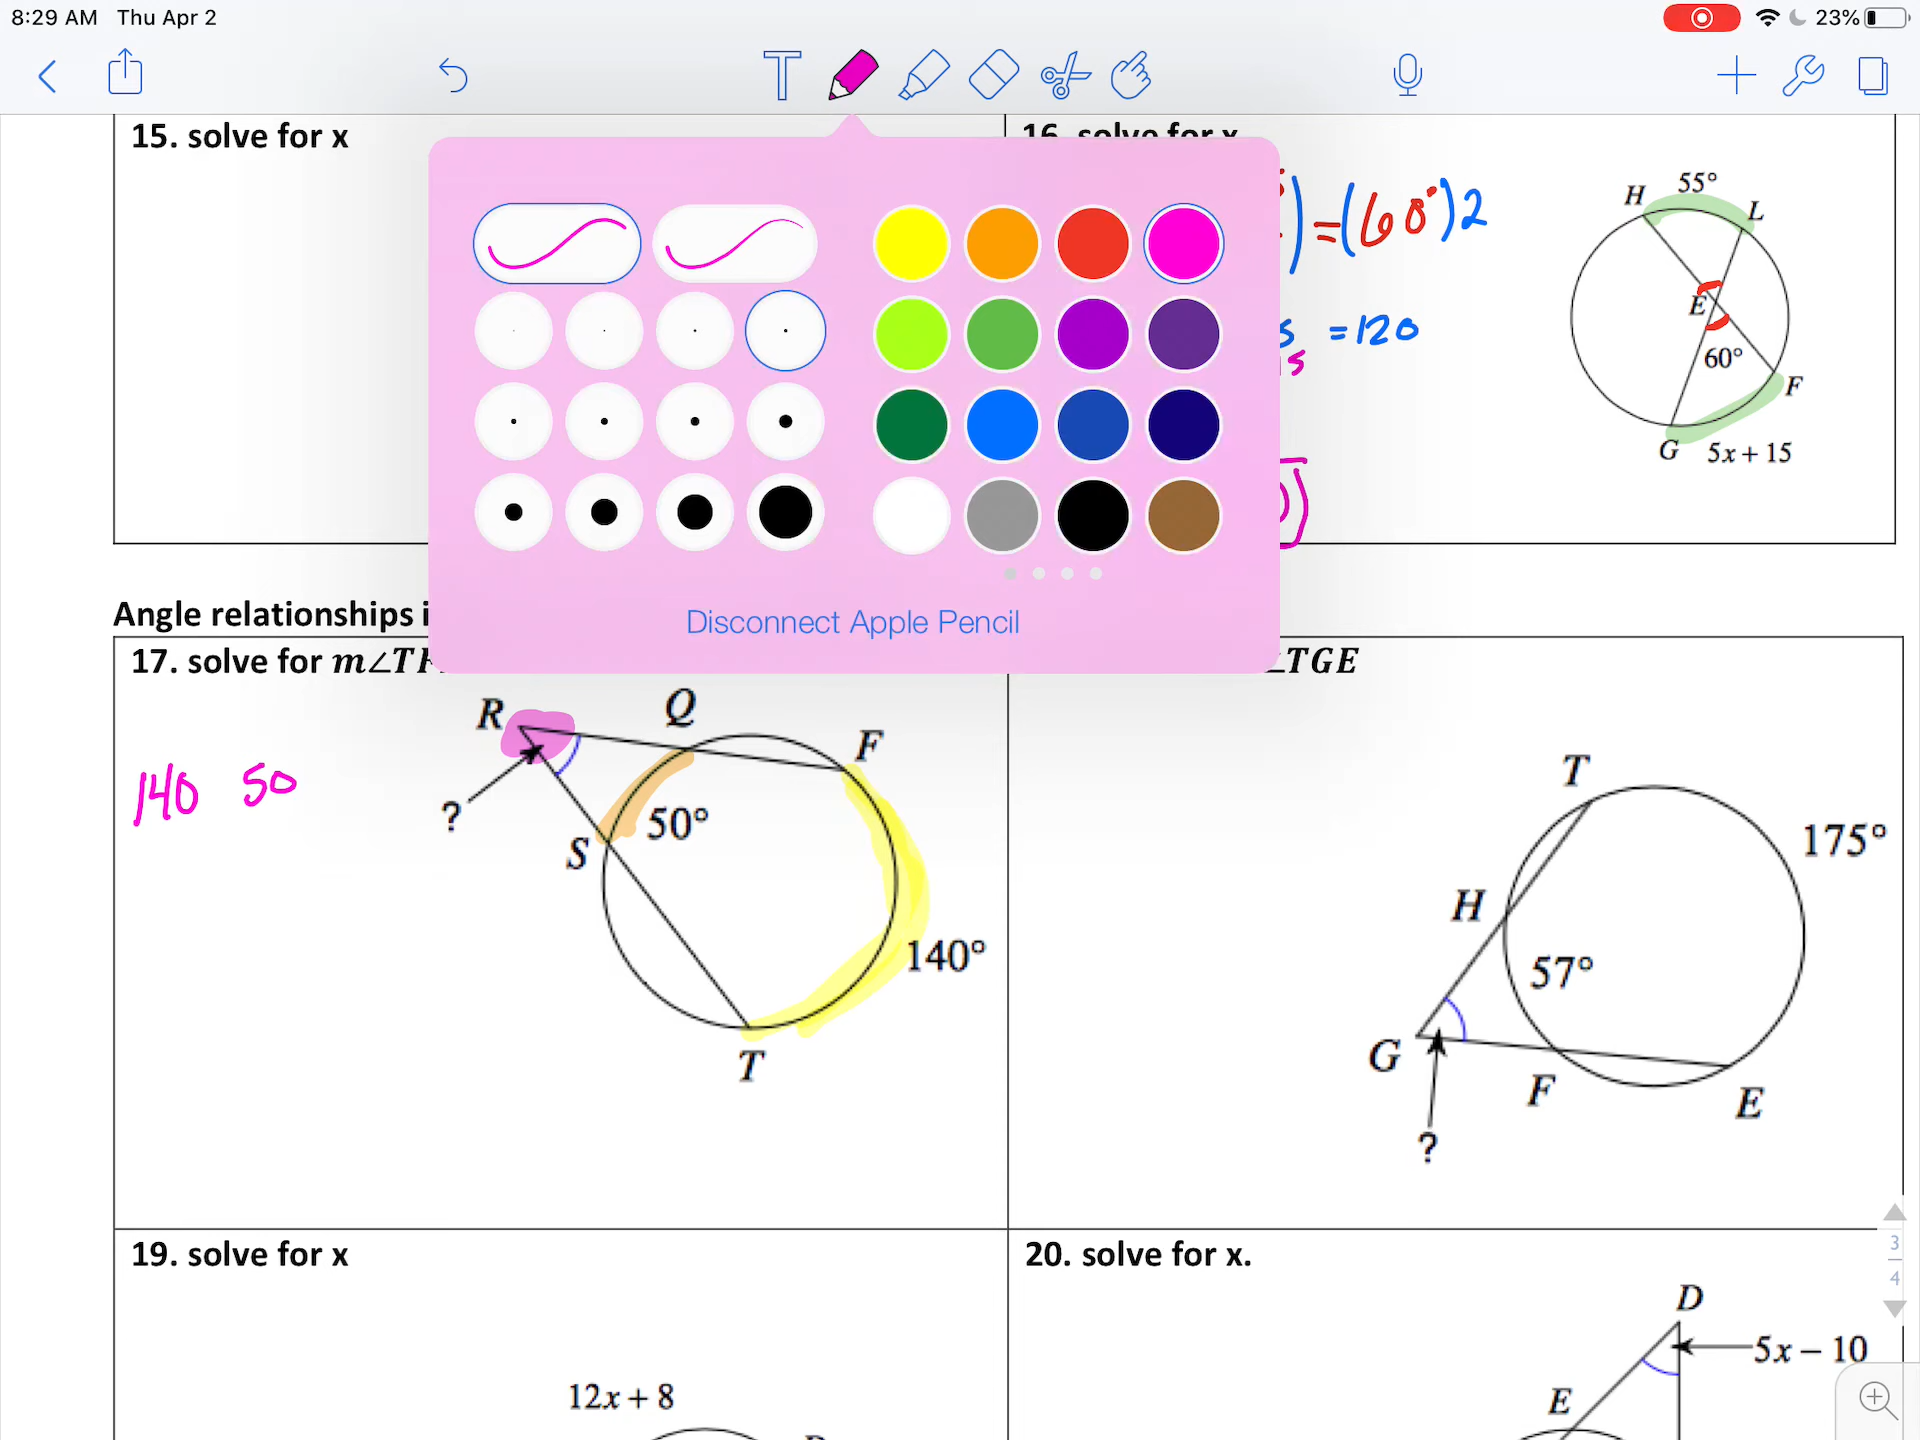 8:29 AM Thu Apr 2
23%
T
15. solve for x
16. solve for x
) = (60°)2
= 120
H 55° L
E
60°
F
G 5x + 15
Disconnect Apple Pencil
Angle relationships i
17. solve for m∠T
∠TGE
140 50
R Q F
?
S 50°
140°
T
T
175°
H
57°
G
F
E
?
3
4
19. solve for x
20. solve for x.
12x + 8
D
5x − 10
E